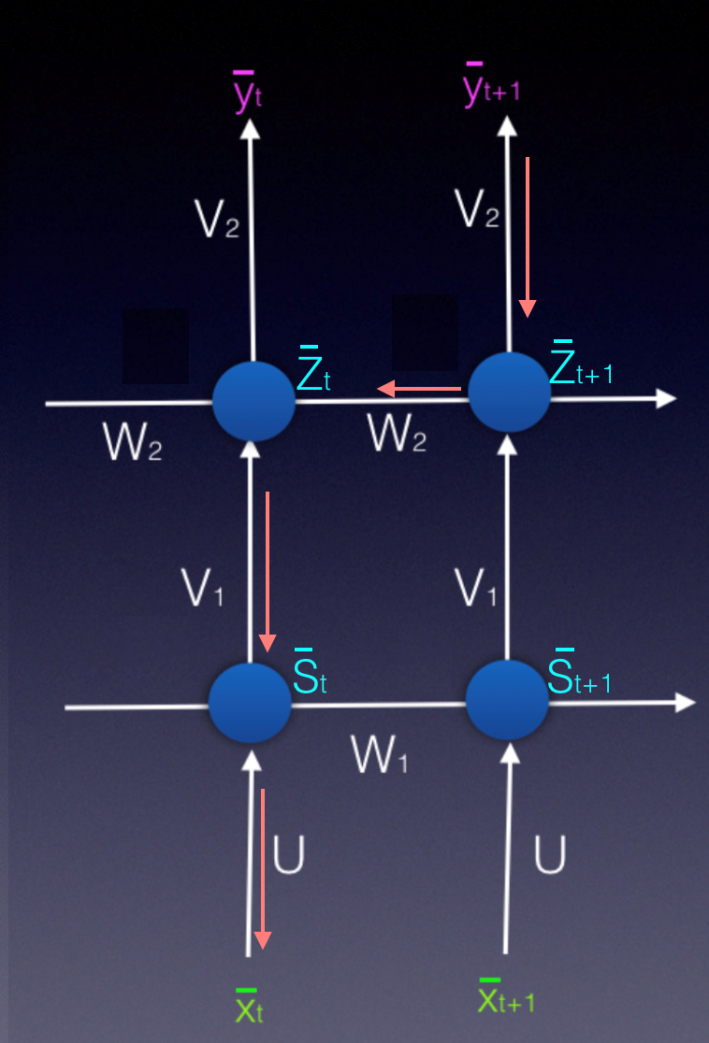 ȳt ȳt+1
V2 V2
Z̄t Z̄t+1
W2 W2
V1 V1
S̄t S̄t+1
W1
U U
x̄t x̄t+1